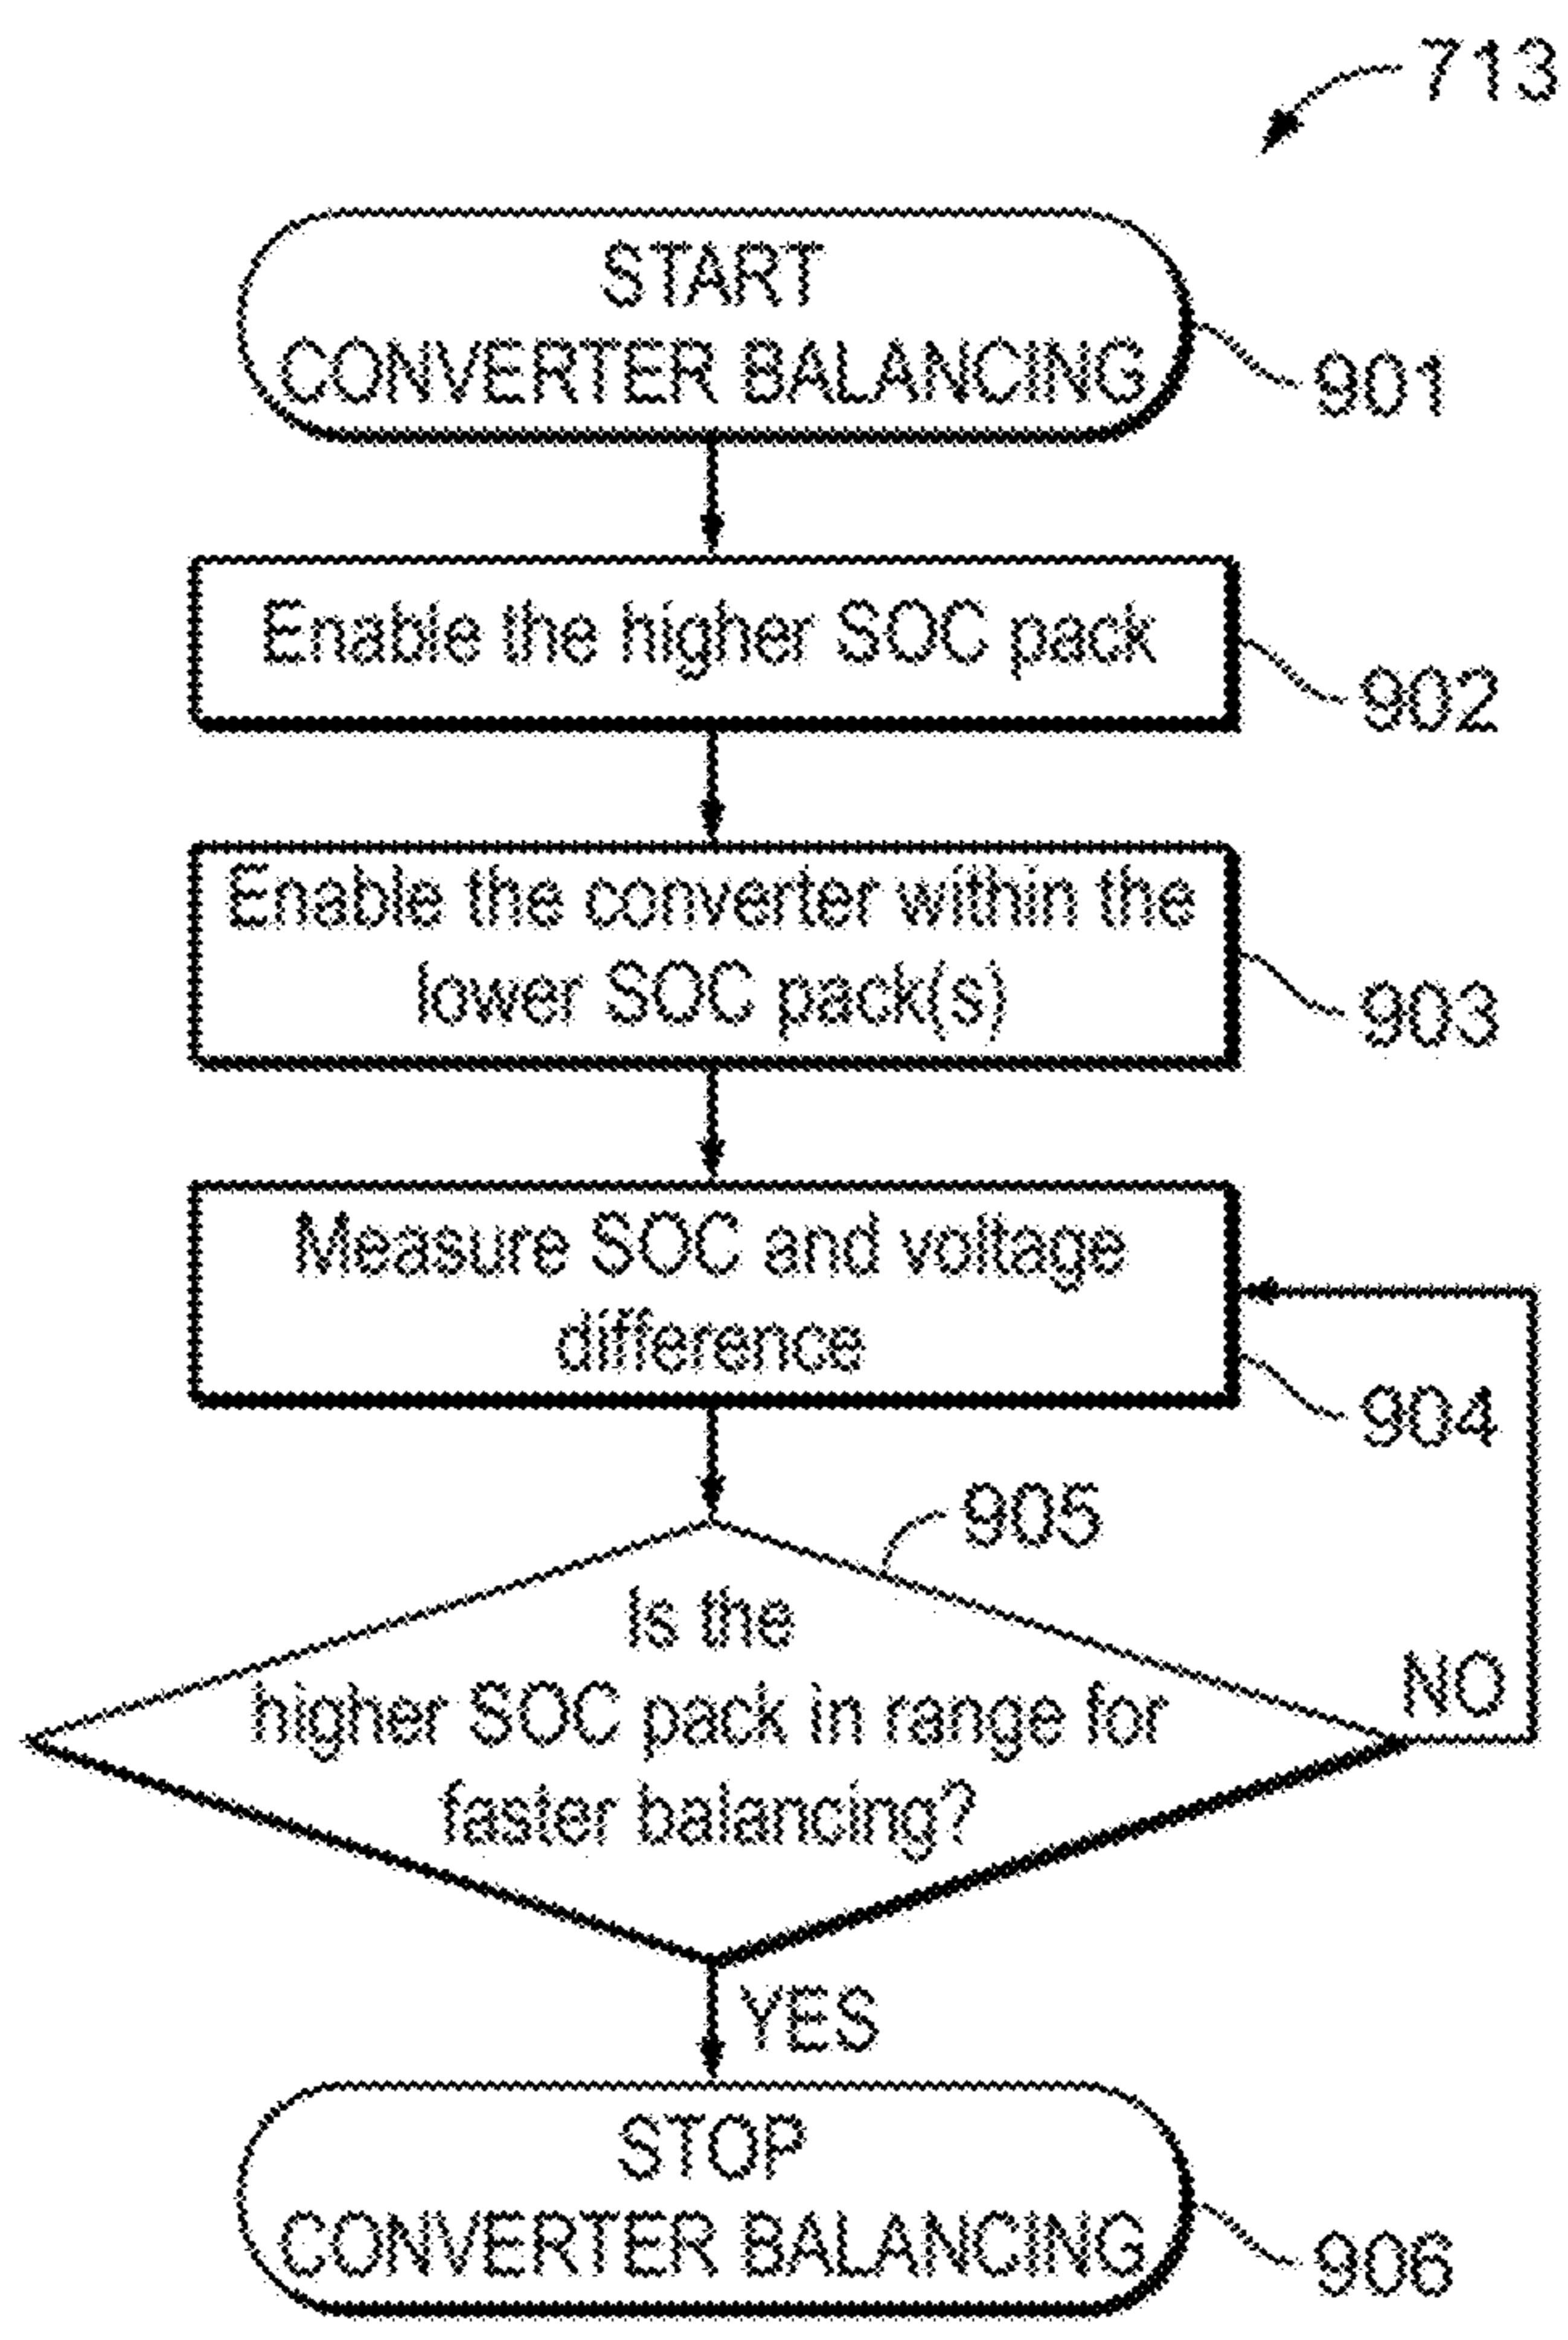 713
START
CONVERTER BALANCING
901
Enable the higher SOC pack
902
Enable the converter within the
lower SOC pack(s)
903
Measure SOC and voltage
difference
904
905
Is the
higher SOC pack in range for
faster balancing?
NO
YES
STOP
CONVERTER BALANCING
906